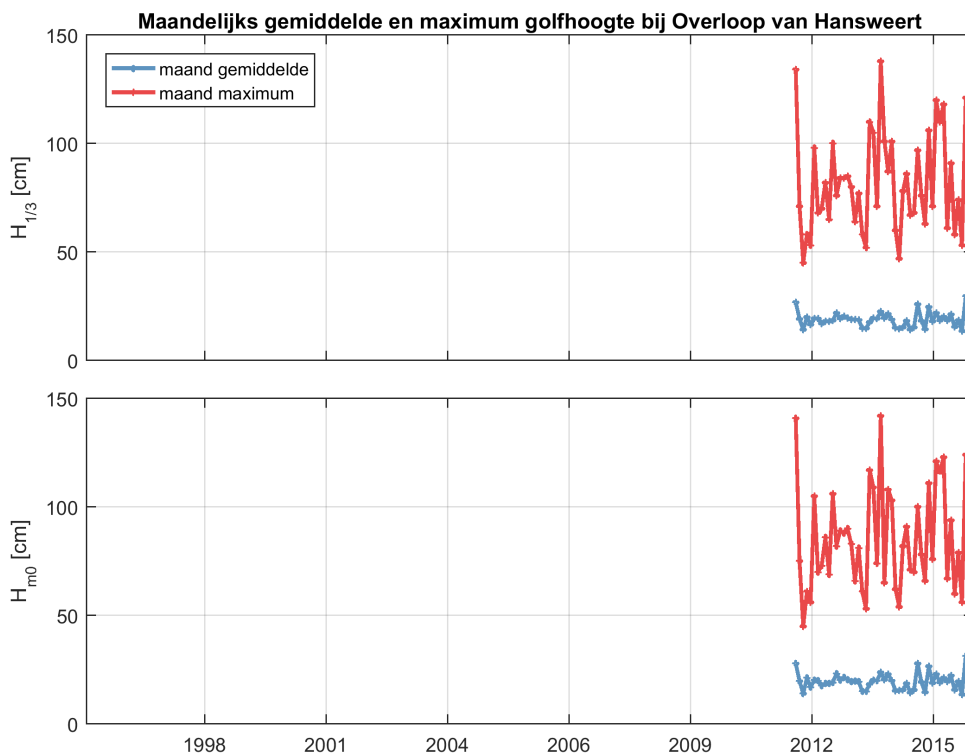 Maandelijks gemiddelde en maximum golfhoogte bij Overloop van Hansweert
150
maand gemiddelde
maand maximum
100
H1/3 [cm]
50
0
150
100
Hm0 [cm]
50
0
1998 2001 2004 2006 2009 2012 2015